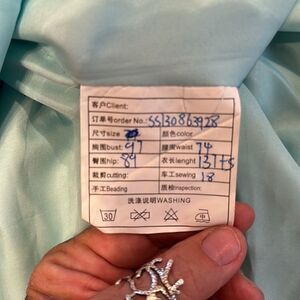 客户Client:
订单号order No.: SS130863928
尺寸size 颜色color:
胸围bust: 97 腰围waist 74
臀围hip: 89 衣长lenght 137+5
裁剪cutting: 车工sewing 18
手工Beading 质检Inspection:
洗涤说明WASHING
30 中